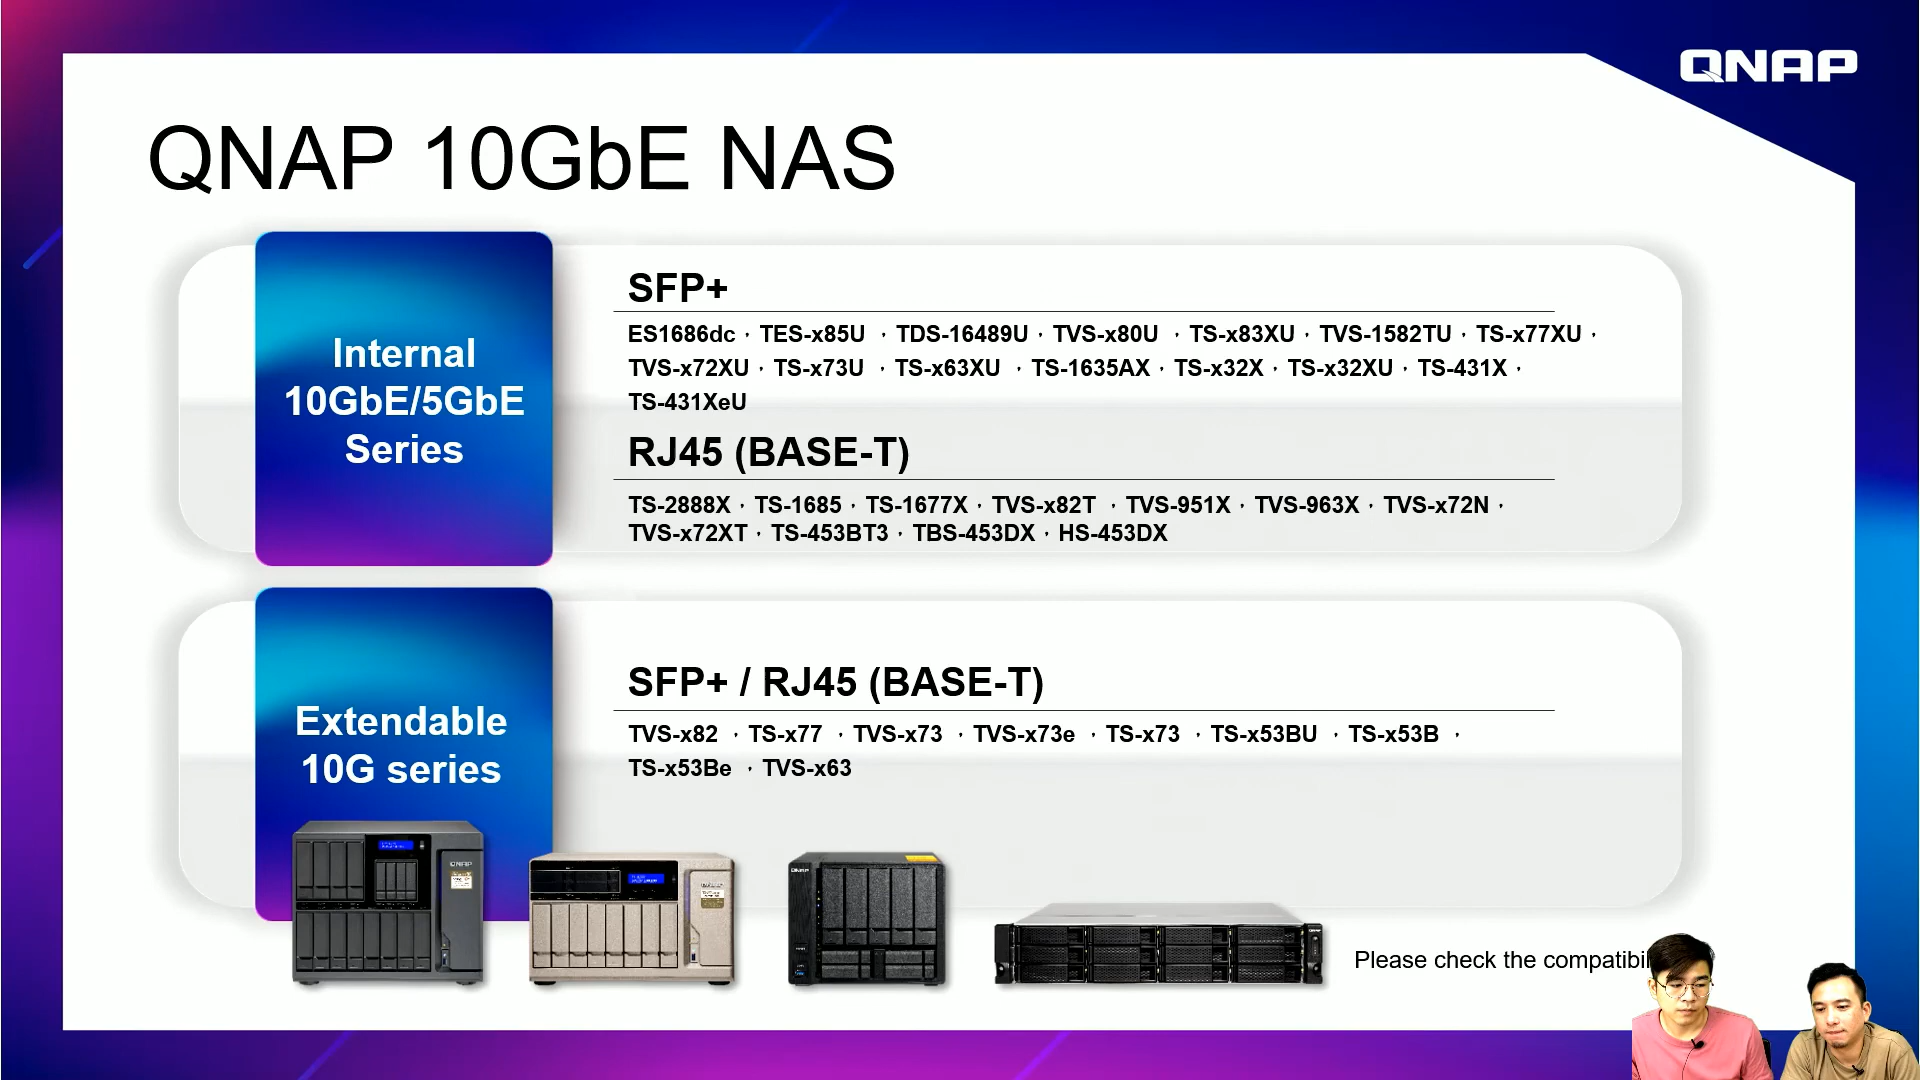 QNAP
QNAP 10GbE NAS
Internal
10GbE/5GbE
Series
SFP+
ES1686dc · TES-x85U · TDS-16489U · TVS-x80U · TS-x83XU · TVS-1582TU · TS-x77XU ·
TVS-x72XU · TS-x73U · TS-x63XU · TS-1635AX · TS-x32X · TS-x32XU · TS-431X ·
TS-431XeU
RJ45 (BASE-T)
TS-2888X · TS-1685 · TS-1677X · TVS-x82T · TVS-951X · TVS-963X · TVS-x72N ·
TVS-x72XT · TS-453BT3 · TBS-453DX · HS-453DX
Extendable
10G series
SFP+ / RJ45 (BASE-T)
TVS-x82 · TS-x77 · TVS-x73 · TVS-x73e · TS-x73 · TS-x53BU · TS-x53B ·
TS-x53Be · TVS-x63
QNAP
QNAP
QNAP
Please check the